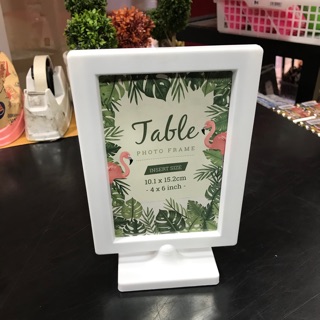 Table
PHOTO FRAME
INSERT SIZE
10.1 x 15.2cm
- 4 x 6 inch -